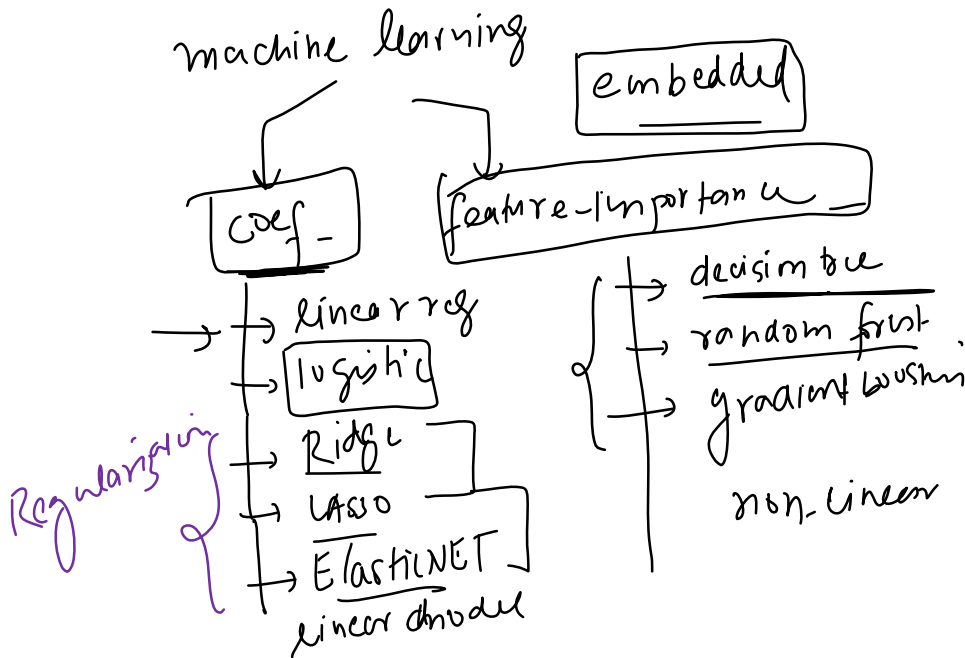 machine learning
embedded
coef_
feature-importance_
linear reg
logistic
Ridge
LASSO
ElasticNET
linear model
Regularization
decision tree
random forest
gradient boosting
non-linear